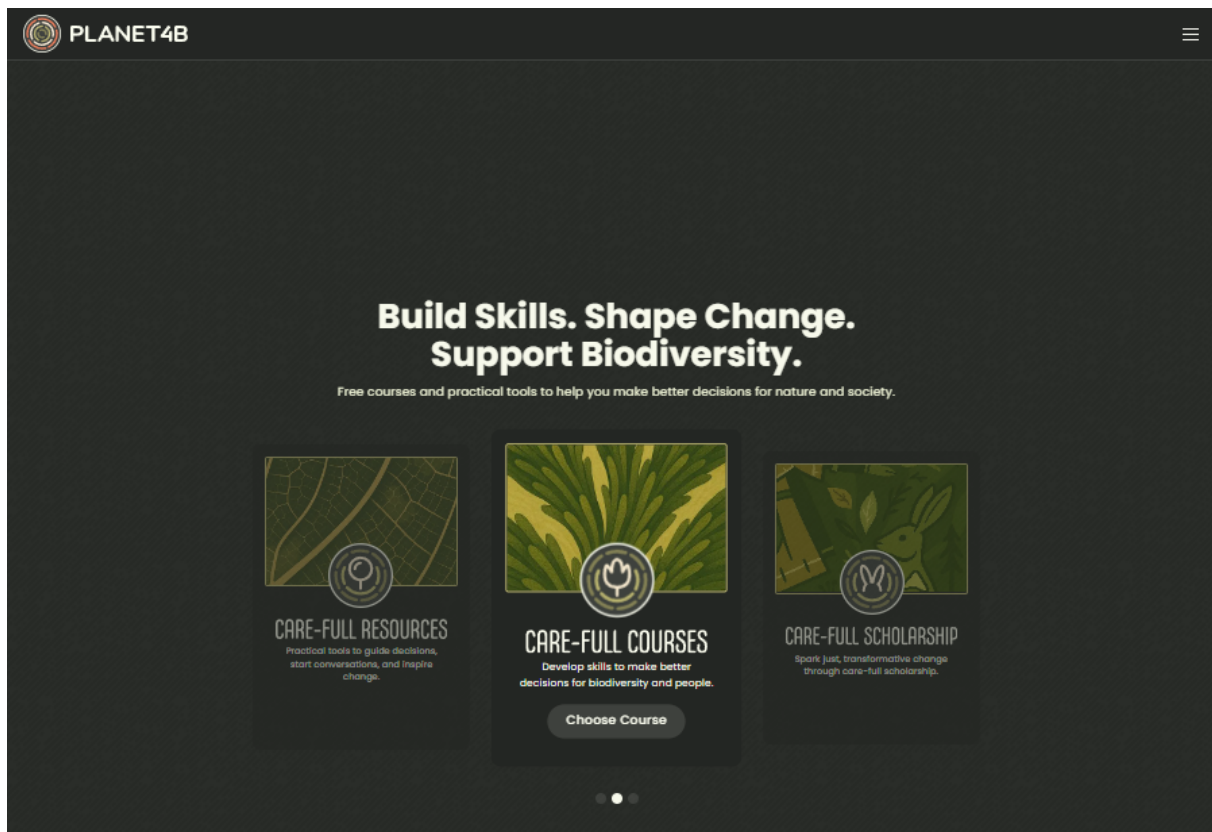 PLANET4B
Build Skills. Shape Change.
Support Biodiversity.
Free courses and practical tools to help you make better decisions for nature and society.
CARE-FULL RESOURCES
Practical tools to guide decisions,
start conversations, and inspire
change.
CARE-FULL COURSES
Develop skills to make better
decisions for biodiversity and people.
Choose Course
CARE-FULL SCHOLARSHIP
Spark just, transformative change
through care-full scholarship.